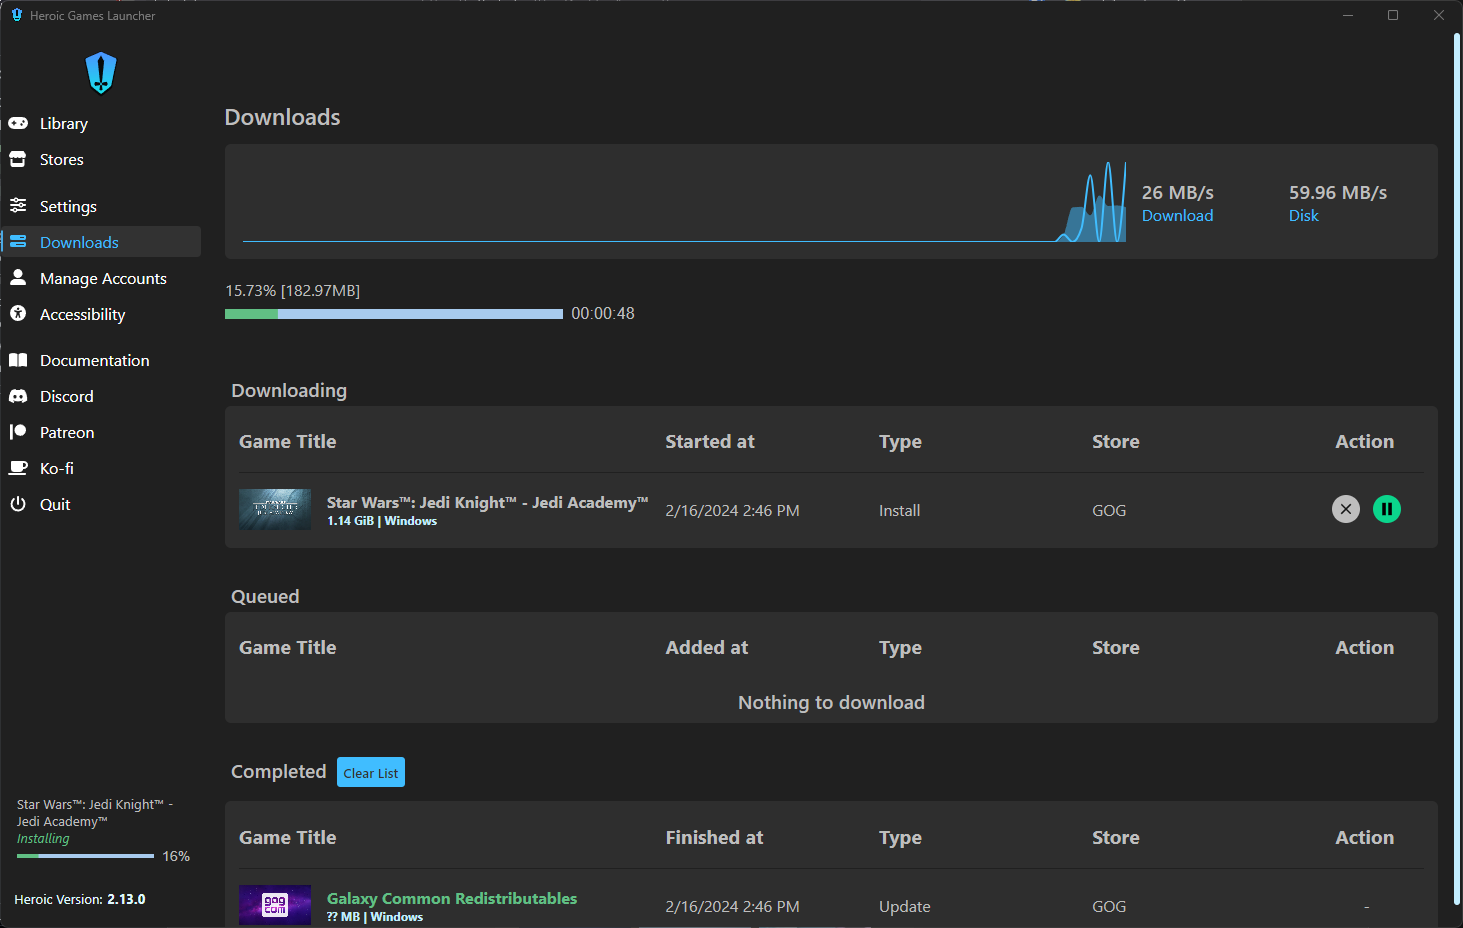 Heroic Games Launcher
Library
Stores
Settings
Downloads
Manage Accounts
Accessibility
Documentation
Discord
Patreon
Ko-fi
Quit
Star Wars™: Jedi Knight™ -
Jedi Academy™
Installing
16%
Heroic Version: 2.13.0
Downloads
26 MB/s
Download
59.96 MB/s
Disk
15.73% [182.97MB]
00:00:48
Downloading
Game Title Started at Type Store Action
Star Wars™: Jedi Knight™ - Jedi Academy™
1.14 GiB | Windows
2/16/2024 2:46 PM Install GOG
Queued
Game Title Added at Type Store Action
Nothing to download
Completed Clear List
Game Title Finished at Type Store Action
gog
com
Galaxy Common Redistributables
?? MB | Windows
2/16/2024 2:46 PM Update GOG -